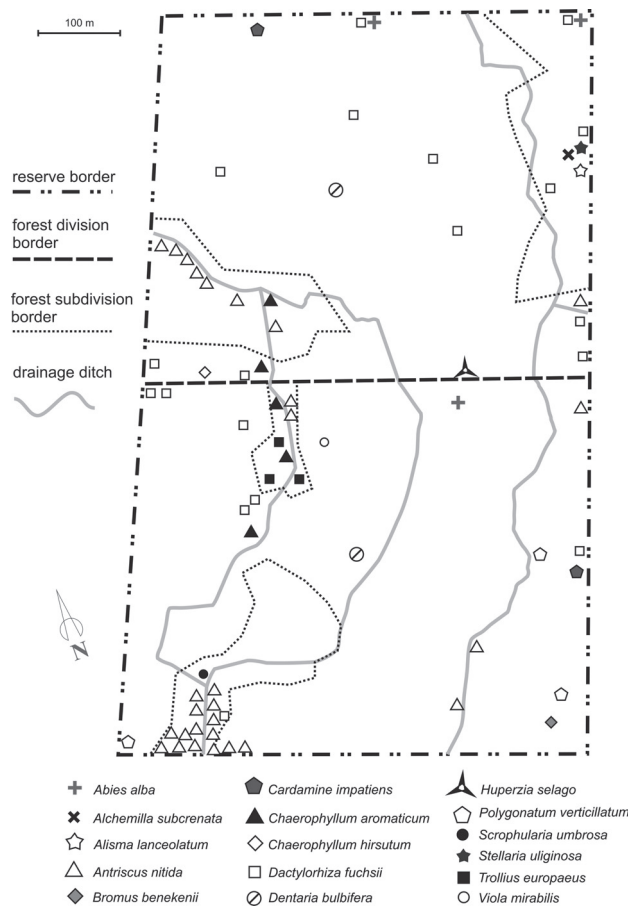 100 m
reserve border
forest division
border
forest subdivision
border
drainage ditch
N
Abies alba
Alchemilla subcrenata
Alisma lanceolatum
Antriscus nitida
Bromus benekenii
Cardamine impatiens
Chaerophyllum aromaticum
Chaerophyllum hirsutum
Dactylorhiza fuchsii
Dentaria bulbifera
Huperzia selago
Polygonatum verticillatum
Scrophularia umbrosa
Stellaria uliginosa
Trollius europaeus
Viola mirabilis